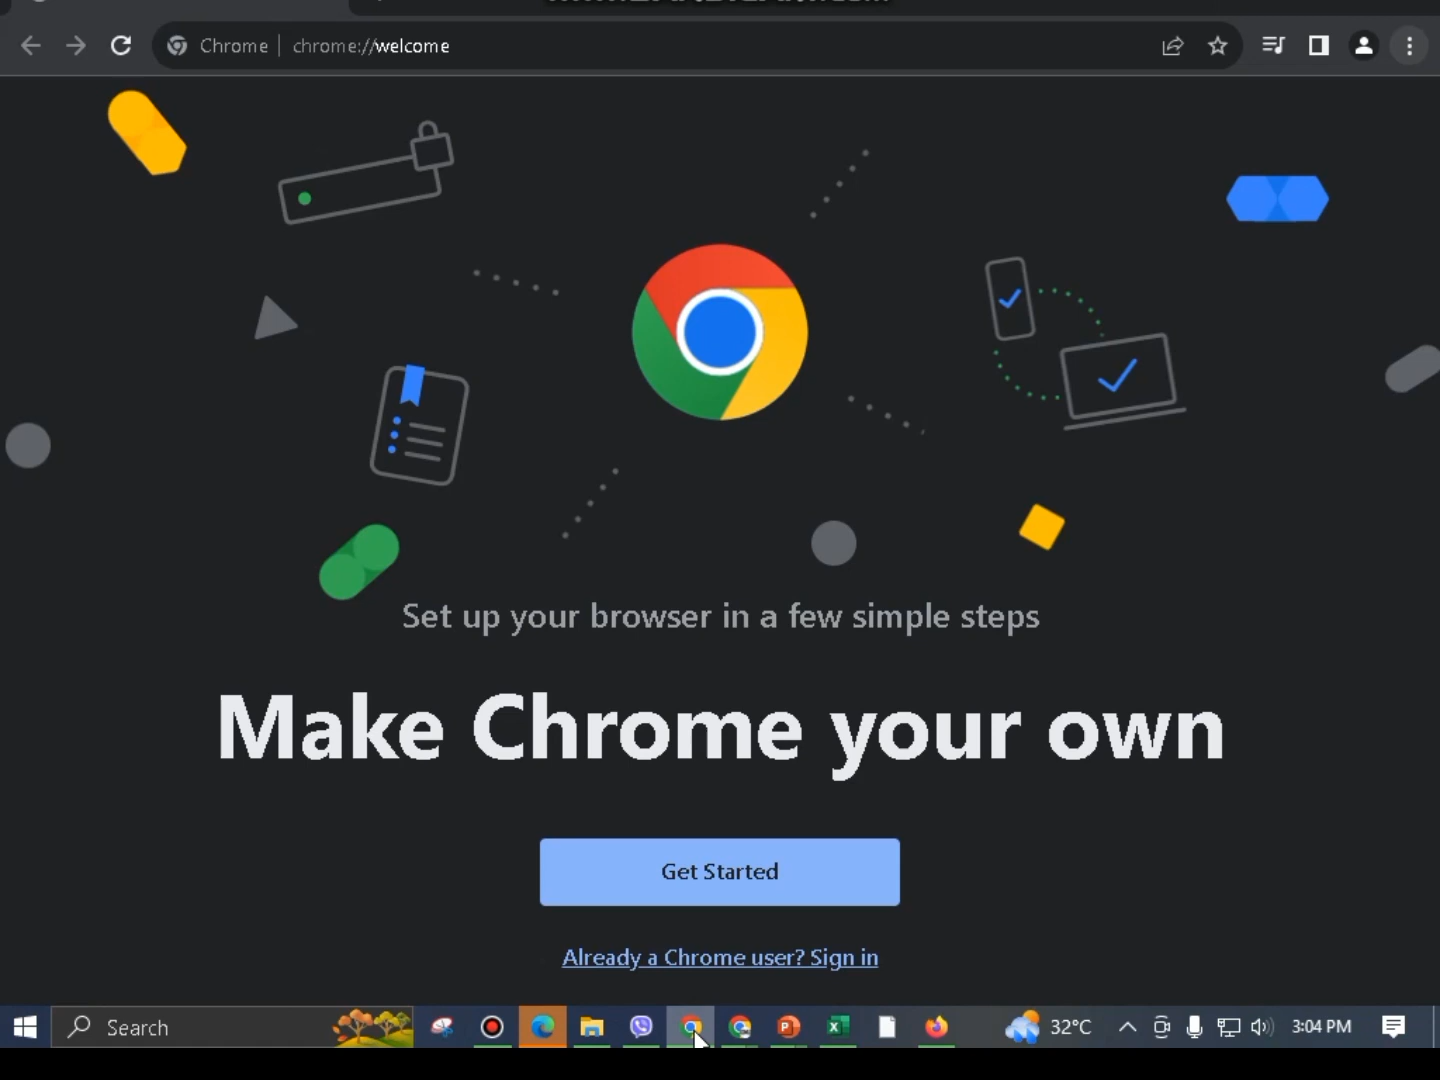 Chrome | chrome://welcome
Set up your browser in a few simple steps
Make Chrome your own
Get Started
Already a Chrome user? Sign in
Search
32°C
3:04 PM